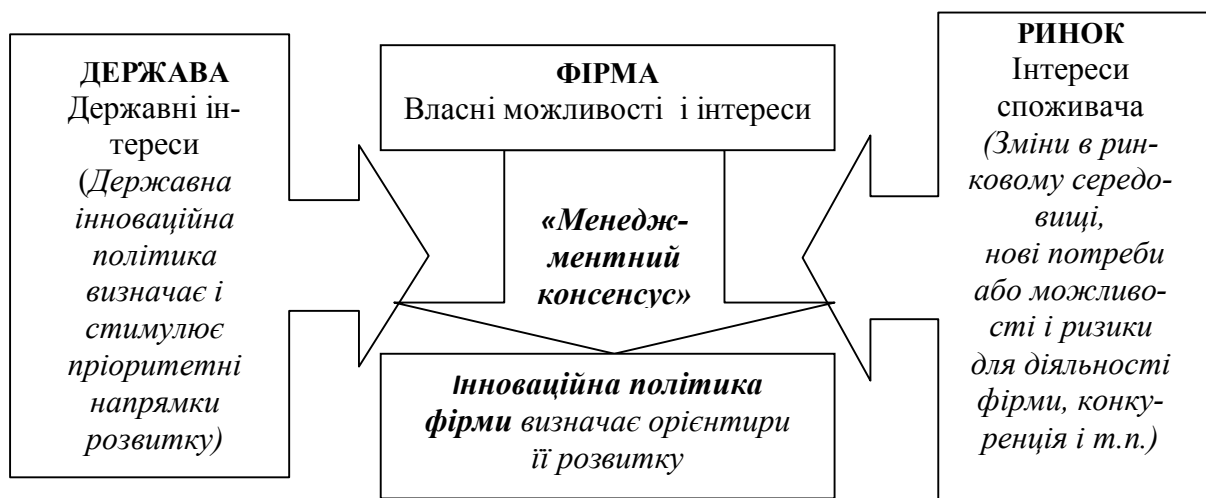 ДЕРЖАВА
Державні ін-
тереси
(Державна
інноваційна
політика
визначає і
стимулює
пріоритетні
напрямки
розвитку)
ФІРМА
Власні можливості і інтереси
«Менедж-
ментний
консенсус»
Інноваційна політика
фірми визначає орієнтири
її розвитку
РИНОК
Інтереси
споживача
(Зміни в рин-
ковому середо-
вищі,
нові потреби
або можливо-
сті і ризики
для діяльності
фірми, конку-
ренція і т.п.)